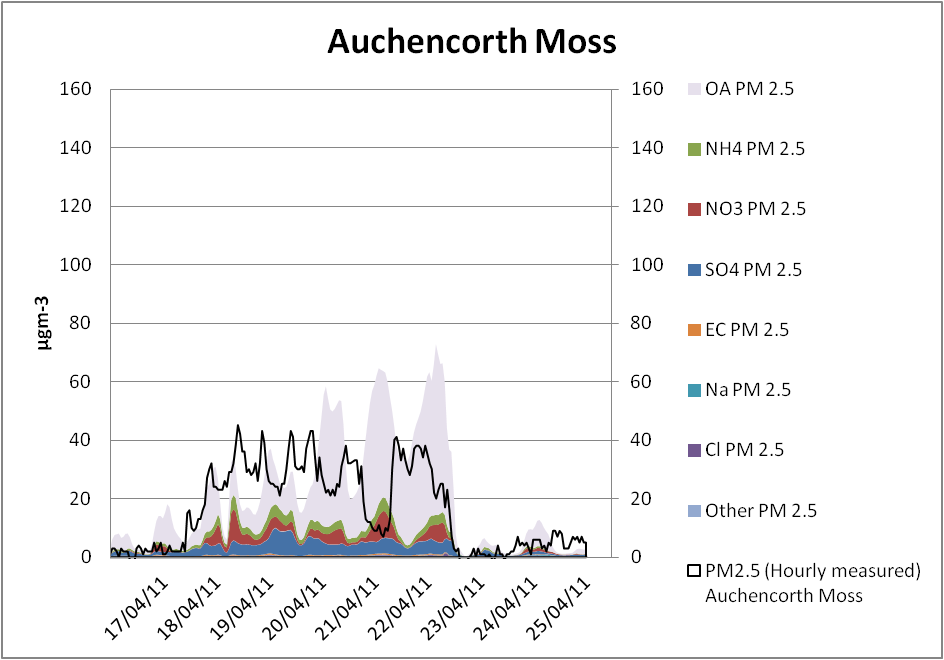 Auchencorth Moss
160
140
120
100
80
60
40
20
0
µgm-3
160
140
120
100
80
60
40
20
0
17/04/11
18/04/11
19/04/11
20/04/11
21/04/11
22/04/11
23/04/11
24/04/11
25/04/11
OA PM 2.5
NH4 PM 2.5
NO3 PM 2.5
SO4 PM 2.5
EC PM 2.5
Na PM 2.5
Cl PM 2.5
Other PM 2.5
PM2.5 (Hourly measured)
Auchencorth Moss